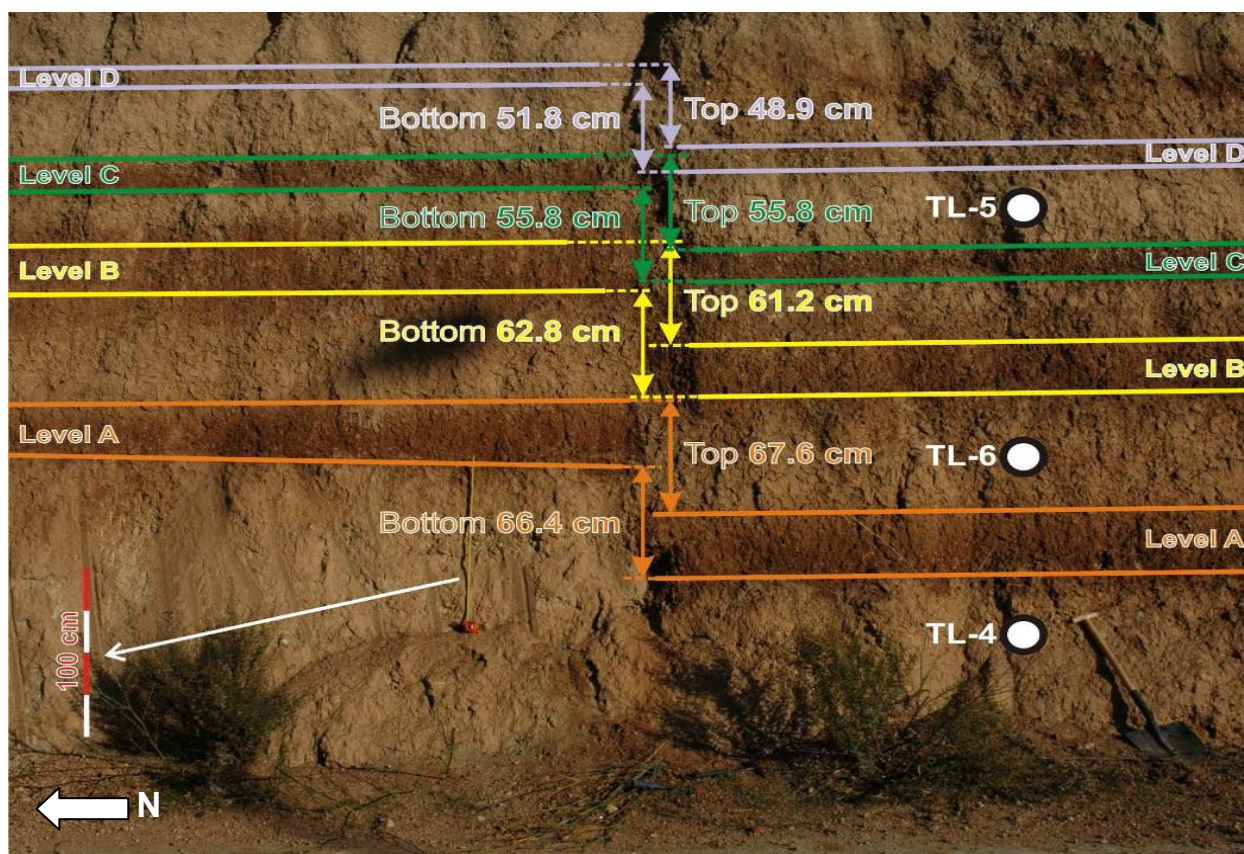 Level D
Bottom 51.8 cm
Top 48.9 cm
Level D
Level C
Bottom 55.8 cm
Top 55.8 cm
TL-5
Level C
Level B
Bottom 62.8 cm
Top 61.2 cm
Level B
Level A
Bottom 66.4 cm
Top 67.6 cm
TL-6
Level A
100 cm
TL-4
N